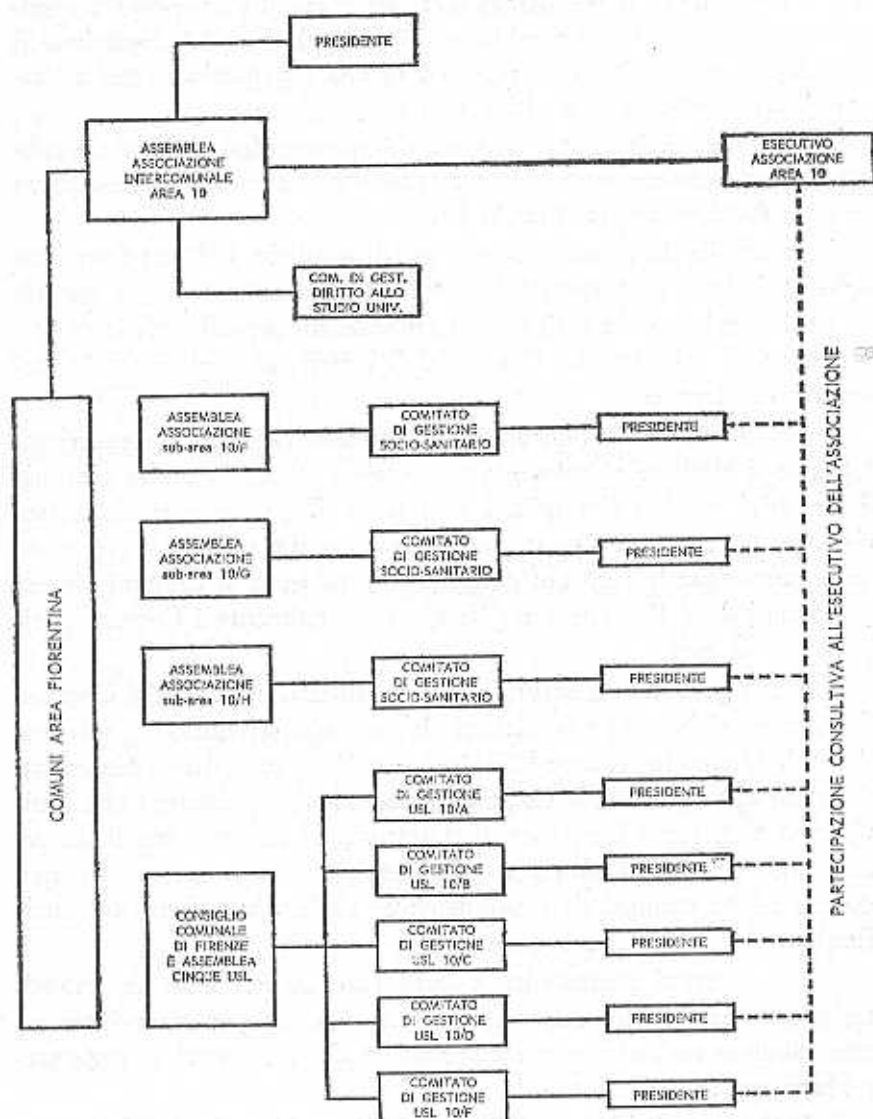 PRESIDENTE
ASSEMBLEA
ASSOCIAZIONE
INTERCOMUNALE
AREA 10
ESECUTIVO
ASSOCIAZIONE
AREA 10
COM. DI GEST.
DIRITTO ALLO
STUDIO UNIV.
COMUNI AREA FIORENTINA
ASSEMBLEA
ASSOCIAZIONE
sub-area 10/F
COMITATO
DI GESTIONE
SOCIO-SANITARIO
PRESIDENTE
ASSEMBLEA
ASSOCIAZIONE
sub-area 10/G
COMITATO
DI GESTIONE
SOCIO-SANITARIO
PRESIDENTE
ASSEMBLEA
ASSOCIAZIONE
sub-area 10/H
COMITATO
DI GESTIONE
SOCIO-SANITARIO
PRESIDENTE
CONSIGLIO
COMUNALE
DI FIRENZE
È ASSEMBLEA
CINQUE USL
COMITATO
DI GESTIONE
USL 10/A
PRESIDENTE
COMITATO
DI GESTIONE
USL 10/B
PRESIDENTE
COMITATO
DI GESTIONE
USL 10/C
PRESIDENTE
COMITATO
DI GESTIONE
USL 10/D
PRESIDENTE
COMITATO
DI GESTIONE
USL 10/F
PRESIDENTE
PARTECIPAZIONE CONSULTIVA ALL'ESECUTIVO DELL'ASSOCIAZIONE